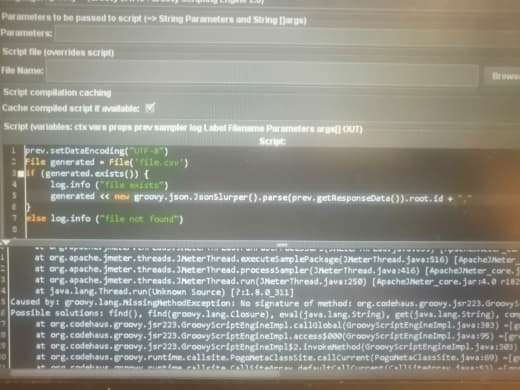 Parameters to be passed to script (=> String Parameters and String []args)
Parameters:
Script file (overrides script)
File Name:
Browse
Script compilation caching
Cache compiled script if available:
Script (variables: ctx vars props prev sampler log Label Filename Parameters args[] OUT)
Script:
1 prev.setDataEncoding("UTF-8")
2 File generated = File('file.csv')
3 if (generated.exists()) {
4 log.info ("file exists")
5 generated << new groovy.json.JsonSlurper().parse(prev.getResponseData()).root.id +
6 }
7 else log.info ("file not found")
8
at org.apache.jmeter.threads.JMeterThread.executeSamplePackage(JMeterThread.java:516) [ApacheJMeter_core.
at org.apache.jmeter.threads.JMeterThread.processSampler(JMeterThread.java:416) [ApacheJMeter_core.j
at org.apache.jmeter.threads.JMeterThread.run(JMeterThread.java:250) [ApacheJMeter_core.jar:4.0 r182
at java.lang.Thread.run(Unknown Source) [?:1.8.0_311]
Caused by: groovy.lang.MissingMethodException: No signature of method: org.codehaus.groovy.jsr223.GroovyS
Possible solutions: find(), find(groovy.lang.Closure), eval(java.lang.String), get(java.lang.String),
at org.codehaus.groovy.jsr223.GroovyScriptEngineImpl.callGlobal(GroovyScriptEngineImpl.java:303) ~[g
at org.codehaus.groovy.jsr223.GroovyScriptEngineImpl.access$000(GroovyScriptEngineImpl.java:95) ~[gr
at org.codehaus.groovy.jsr223.GroovyScriptEngineImpl$2.invokeMethod(GroovyScriptEngineImpl.java:303)
at org.codehaus.groovy.runtime.callsite.PogoMetaClassSite.callCurrent(PogoMetaClassSite.java:69) ~[g